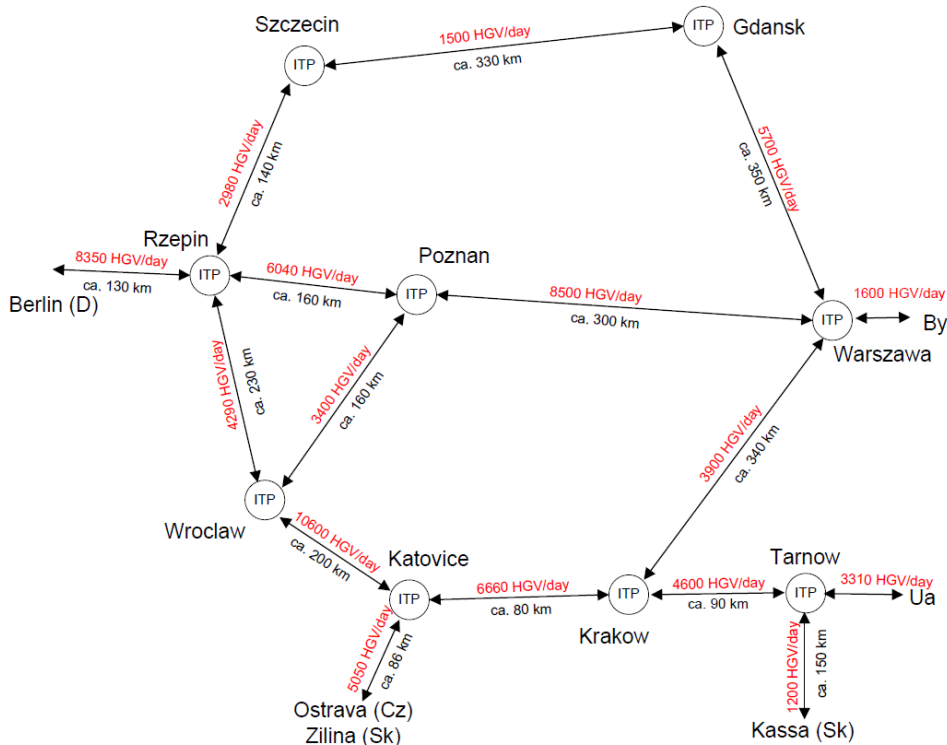 Szczecin
1500 HGV/day
Gdansk
ITP
ca. 330 km
ITP
2980 HGV/day
ca. 140 km
5700 HGV/day
ca. 350 km
Rzepin
8350 HGV/day
ITP
ca. 130 km
Berlin (D)
6040 HGV/day
ca. 160 km
Poznan
ITP
8500 HGV/day
ca. 300 km
1600 HGV/day
ITP
By
Warszawa
4290 HGV/day
ca. 230 km
3400 HGV/day
ca. 160 km
3900 HGV/day
ca. 340 km
ITP
Wroclaw
10600 HGV/day
ca. 200 km
Katovice
ITP
6660 HGV/day
ca. 80 km
ITP
Krakow
4600 HGV/day
ca. 90 km
Tarnow
ITP
3310 HGV/day
Ua
5050 HGV/day
ca. 86 km
1200 HGV/day
ca. 150 km
Ostrava (Cz)
Zilina (Sk)
Kassa (Sk)